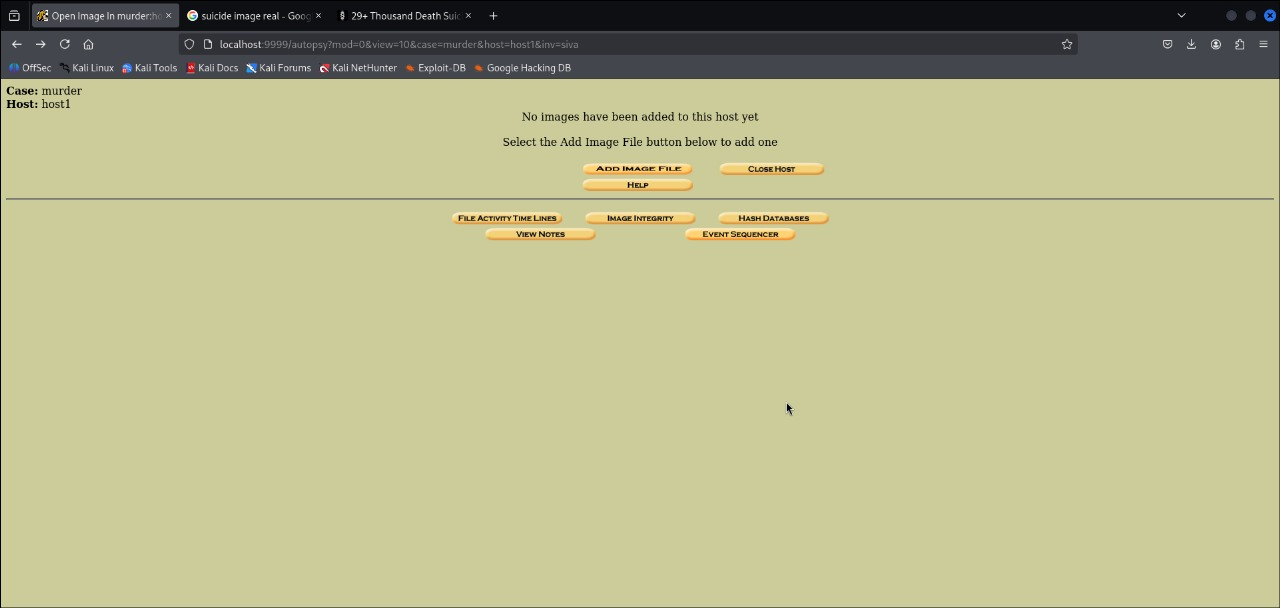 Open Image In murder:ho
suicide image real - Goog
29+ Thousand Death Suic
localhost:9999/autopsy?mod=0&view=10&case=murder&host=host1&inv=siva
OffSec Kali Linux Kali Tools Kali Docs Kali Forums Kali NetHunter Exploit-DB Google Hacking DB
Case: murder
Host: host1
No images have been added to this host yet
Select the Add Image File button below to add one
ADD IMAGE FILE CLOSE HOST
HELP
FILE ACTIVITY TIME LINES IMAGE INTEGRITY HASH DATABASES
VIEW NOTES EVENT SEQUENCER